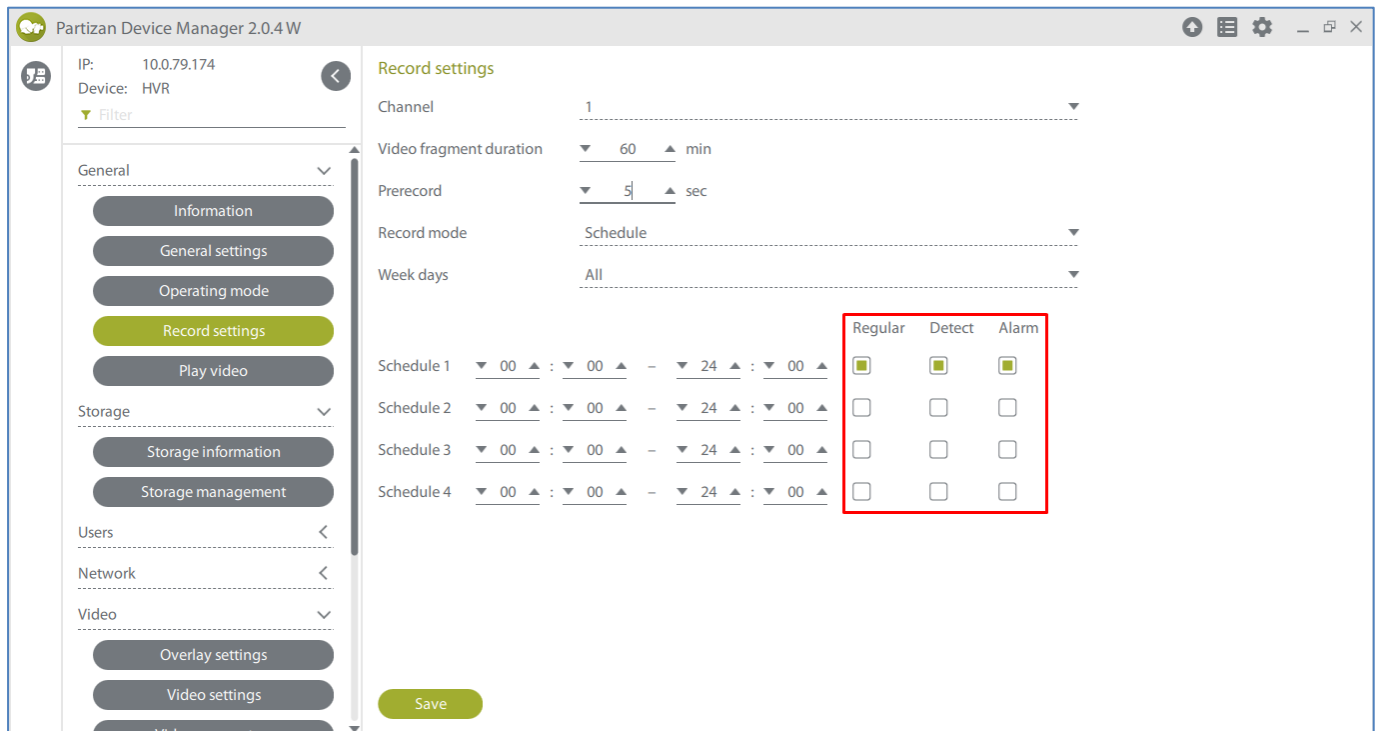 Partizan Device Manager 2.0.4 W
IP: 10.0.79.174
Device: HVR
Filter
General
Information
General settings
Operating mode
Record settings
Play video
Storage
Storage information
Storage management
Users
Network
Video
Overlay settings
Video settings
Record settings
Channel 1
Video fragment duration 60 min
Prerecord 5 sec
Record mode Schedule
Week days All
Regular Detect Alarm
Schedule 1 00 : 00 – 24 : 00
Schedule 2 00 : 00 – 24 : 00
Schedule 3 00 : 00 – 24 : 00
Schedule 4 00 : 00 – 24 : 00
Save